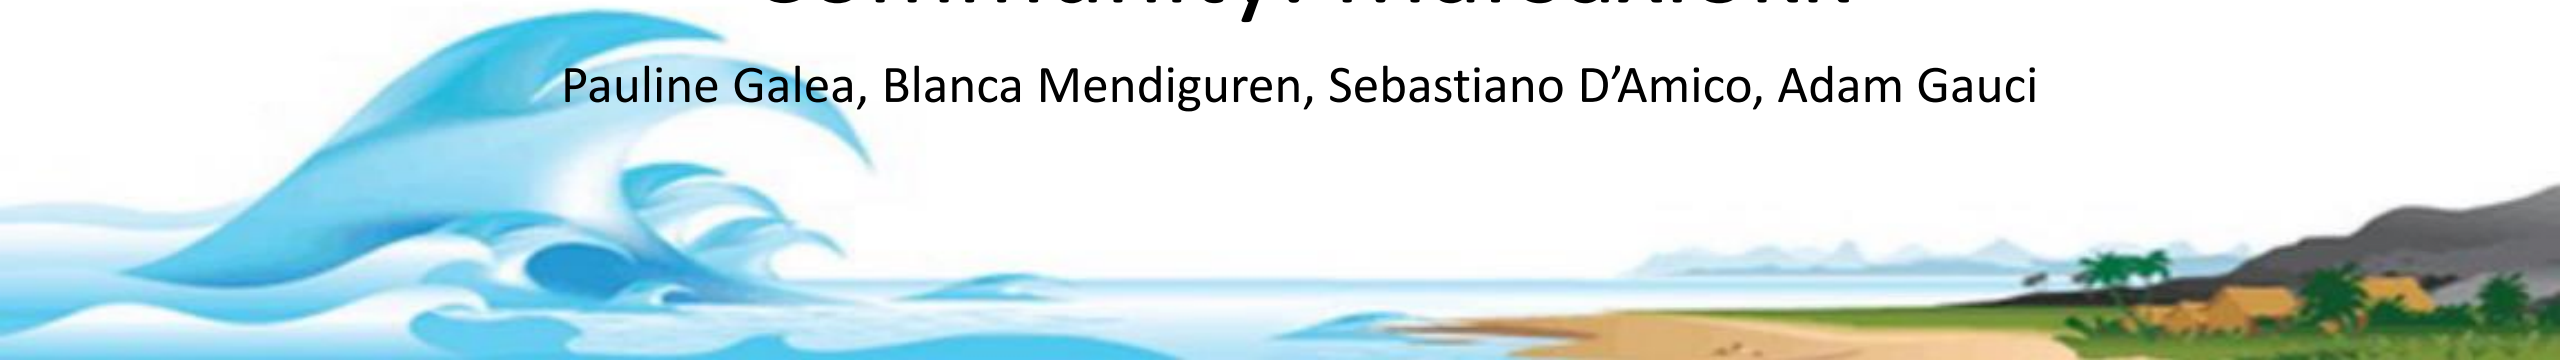 Pauline Galea, Blanca Mendiguren, Sebastiano D’Amico, Adam Gauci